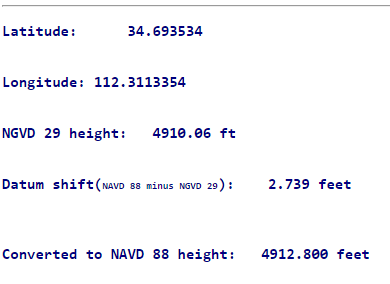 Latitude: 34.693534
Longitude: 112.3113354
NGVD 29 height: 4910.06 ft
Datum shift(NAVD 88 minus NGVD 29): 2.739 feet
Converted to NAVD 88 height: 4912.800 feet